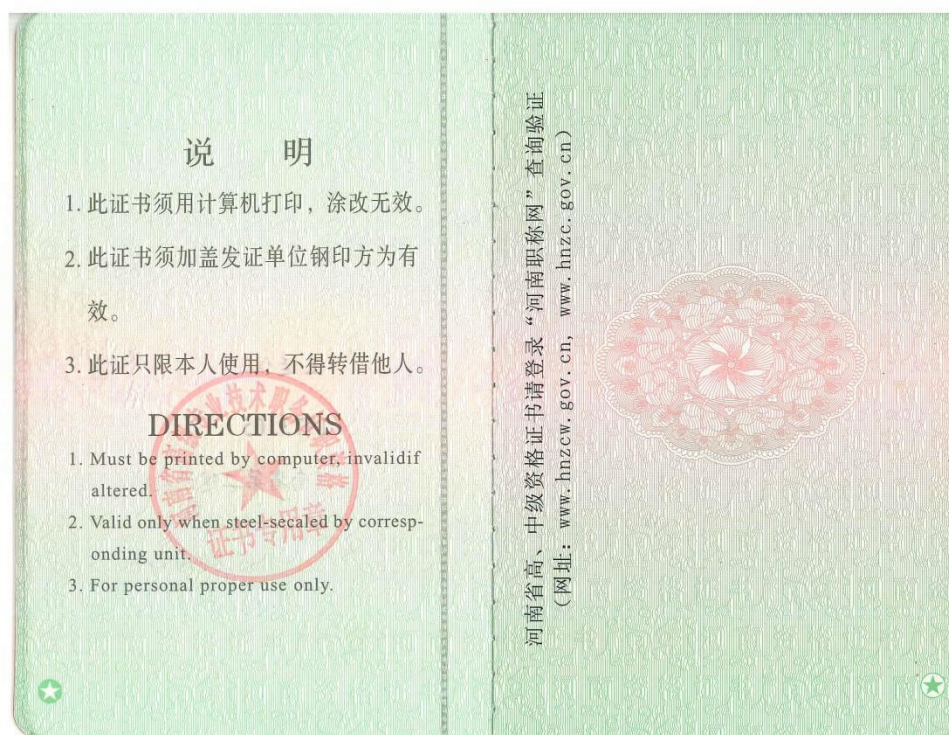 说 明
1. 此证书须用计算机打印，涂改无效。
2. 此证书须加盖发证单位钢印方为有
效。
3. 此证只限本人使用，不得转借他人。
DIRECTIONS
1. Must be printed by computer, invalidif
altered.
2. Valid only when steel-secaled by corresp-
onding unit.
3. For personal proper use only.
证书专用章
河南省高、中级资格证书请登录“河南职称网”查询验证
（网址：www.hnzcw.gov.cn, www.hnzc.gov.cn)